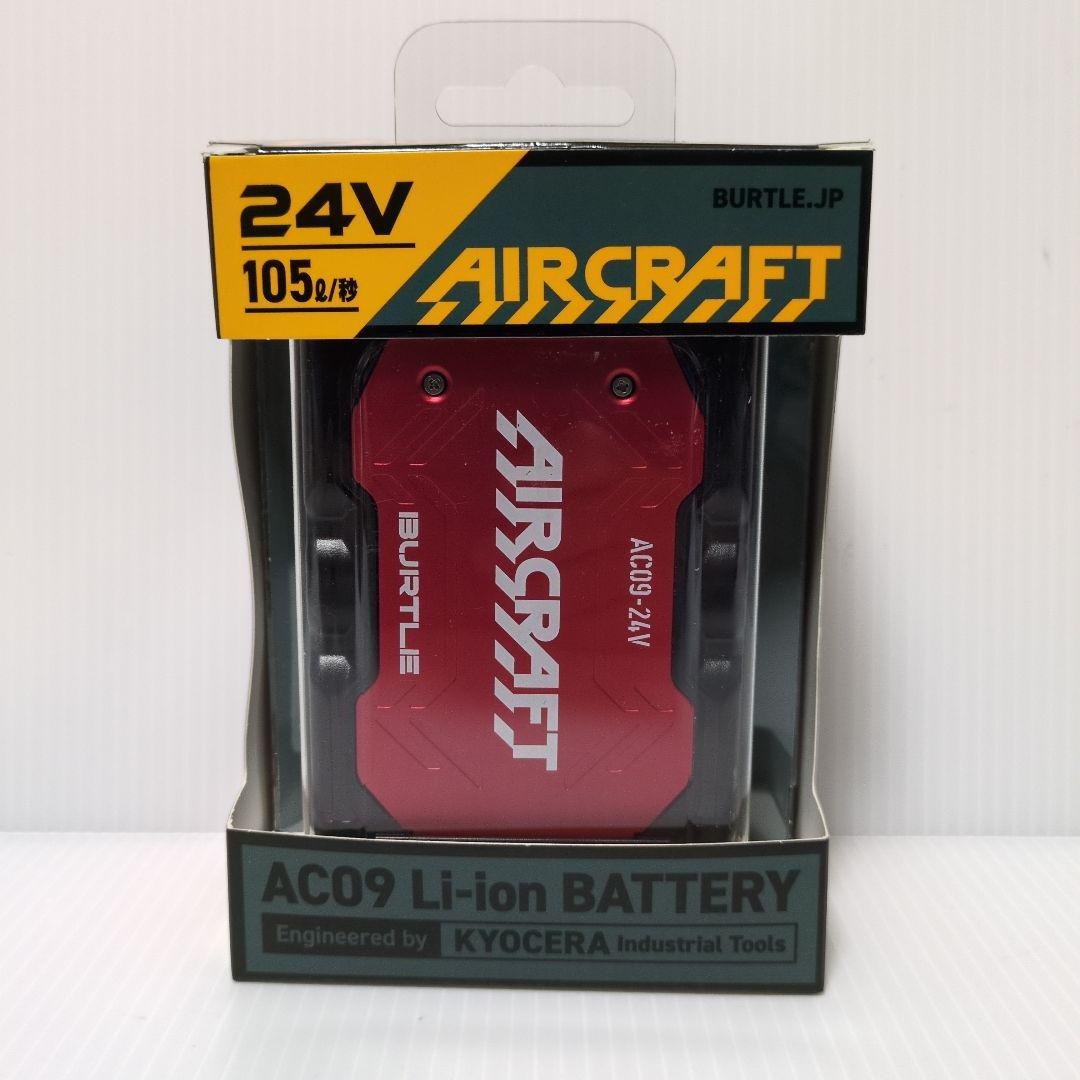 24V
105ℓ/秒
BURTLE.JP
AIRCRAFT
AIRCRAFT
BURTLE
AC09-24V
AC09 Li-ion BATTERY
Engineered by KYOCERA Industrial Tools